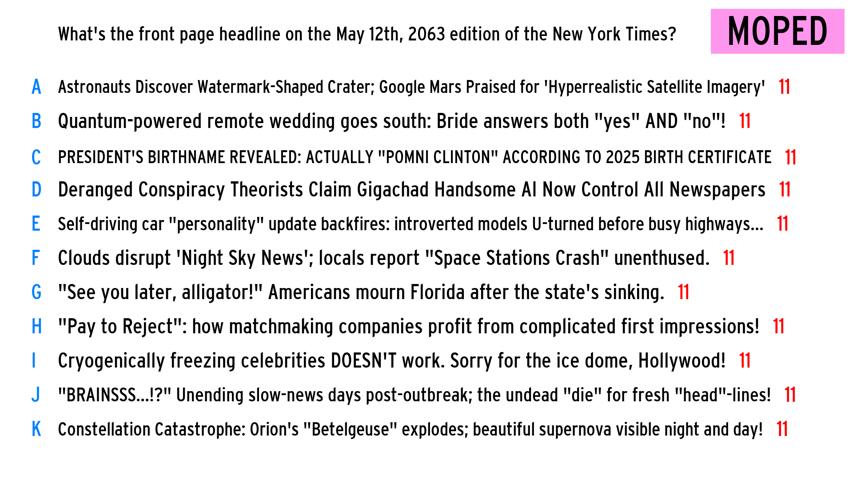 What's the front page headline on the May 12th, 2063 edition of the New York Times?
MOPED
A Astronauts Discover Watermark-Shaped Crater; Google Mars Praised for 'Hyperrealistic Satellite Imagery' 11
B Quantum-powered remote wedding goes south: Bride answers both "yes" AND "no"! 11
C PRESIDENT'S BIRTHNAME REVEALED: ACTUALLY "POMNI CLINTON" ACCORDING TO 2025 BIRTH CERTIFICATE 11
D Deranged Conspiracy Theorists Claim Gigachad Handsome AI Now Control All Newspapers 11
E Self-driving car "personality" update backfires: introverted models U-turned before busy highways... 11
F Clouds disrupt 'Night Sky News'; locals report "Space Stations Crash" unenthused. 11
G "See you later, alligator!" Americans mourn Florida after the state's sinking. 11
H "Pay to Reject": how matchmaking companies profit from complicated first impressions! 11
I Cryogenically freezing celebrities DOESN'T work. Sorry for the ice dome, Hollywood! 11
J "BRAINSSS...!?" Unending slow-news days post-outbreak; the undead "die" for fresh "head"-lines! 11
K Constellation Catastrophe: Orion's "Betelgeuse" explodes; beautiful supernova visible night and day! 11